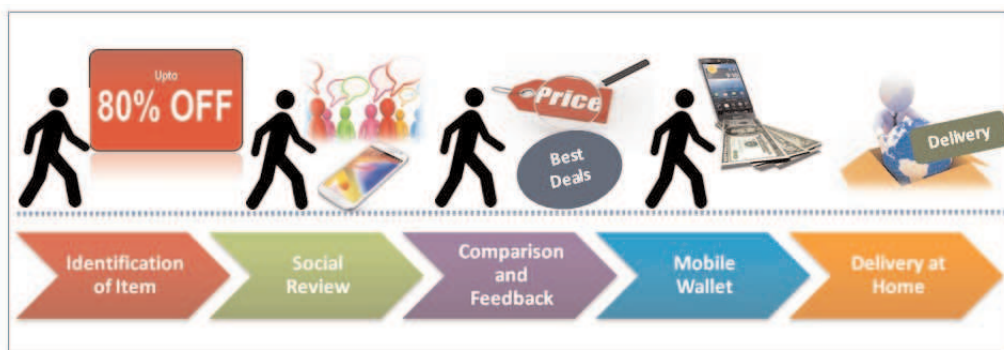 Upto
80% OFF
Price
Best
Deals
Delivery
Identification
of Item
Social
Review
Comparison
and
Feedback
Mobile
Wallet
Delivery at
Home